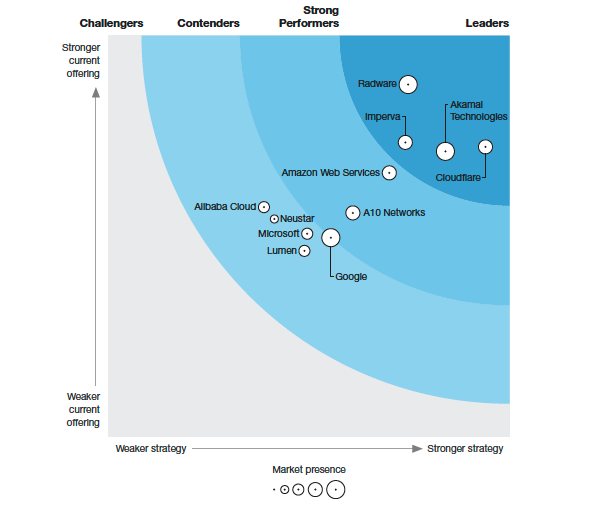 Challengers
Contenders
Strong
Performers
Leaders
Stronger
current
offering
Radware
Imperva
Akamai
Technologies
Amazon Web Services
Cloudflare
Alibaba Cloud
A10 Networks
Neustar
Microsoft
Lumen
Google
Weaker
current
offering
Weaker strategy
Stronger strategy
Market presence